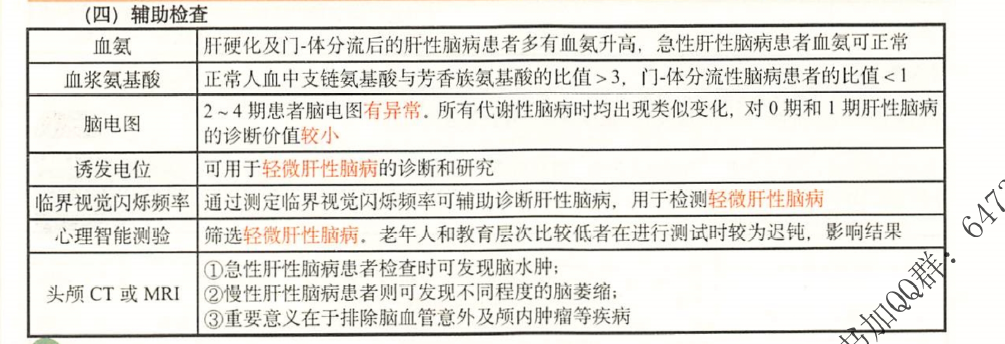 (四) 辅助检查
血氨
肝硬化及门-体分流后的肝性脑病患者多有血氨升高，急性肝性脑病患者血氨可正常
血浆氨基酸
正常人血中支链氨基酸与芳香族氨基酸的比值>3，门-体分流性脑病患者的比值<1
脑电图
2~4期患者脑电图有异常。所有代谢性脑病时均出现类似变化，对0期和1期肝性脑病
的诊断价值较小
诱发电位
可用于轻微肝性脑病的诊断和研究
临界视觉闪烁频率
通过测定临界视觉闪烁频率可辅助诊断肝性脑病，用于检测轻微肝性脑病
心理智能测验
筛选轻微肝性脑病。老年人和教育层次比较低者在进行测试时较为迟钝，影响结果
头颅CT或MRI
①急性肝性脑病患者检查时可发现脑水肿；
②慢性肝性脑病患者则可发现不同程度的脑萎缩；
③重要意义在于排除脑血管意外及颅内肿瘤等疾病
加QQ群：647